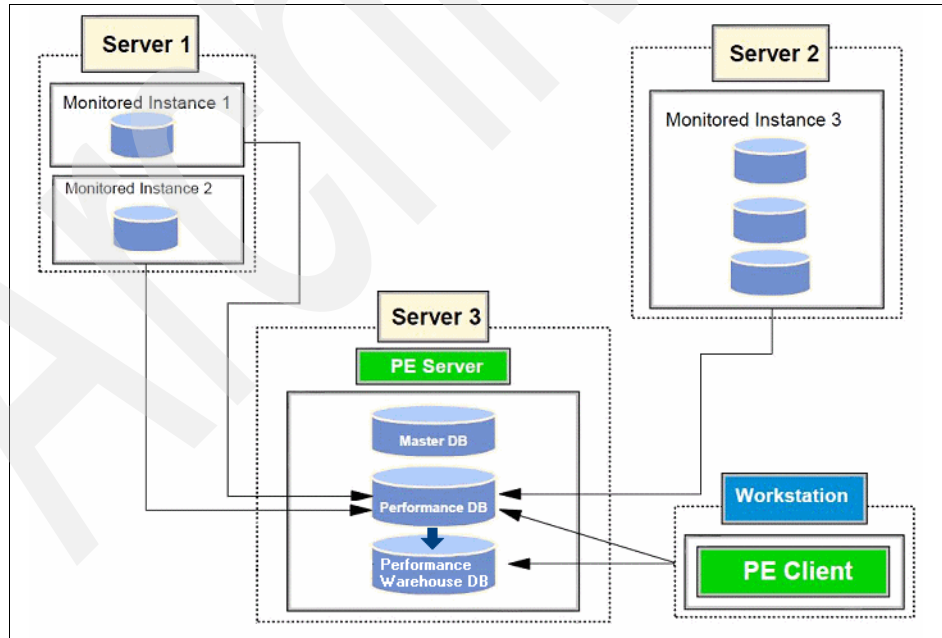 Server 1
Monitored Instance 1
Monitored Instance 2
Server 2
Monitored Instance 3
Server 3
PE Server
Master DB
Performance DB
Performance
Warehouse DB
Workstation
PE Client